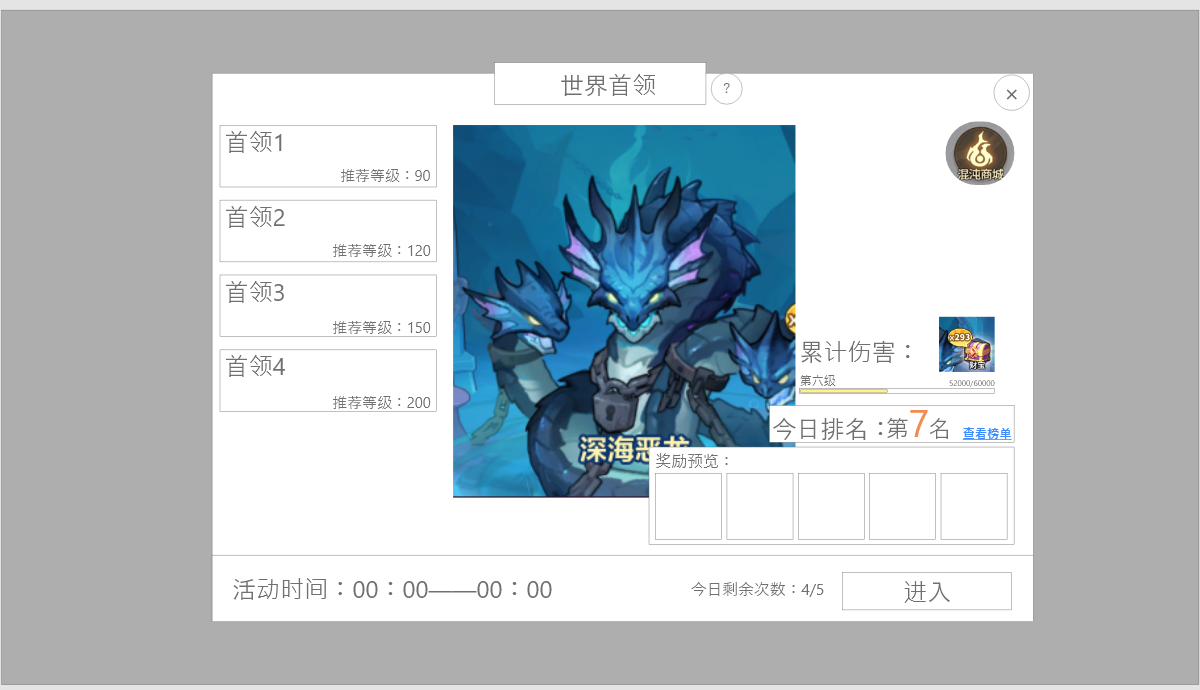 世界首领
?
×
首领1
推荐等级：90
首领2
推荐等级：120
首领3
推荐等级：150
首领4
推荐等级：200
混沌商城
深海恶龙
累计伤害：
x293
财宝
第六级
52000/60000
今日排名：第7名
查看榜单
奖励预览：
活动时间：00：00——00：00
今日剩余次数：4/5
进入